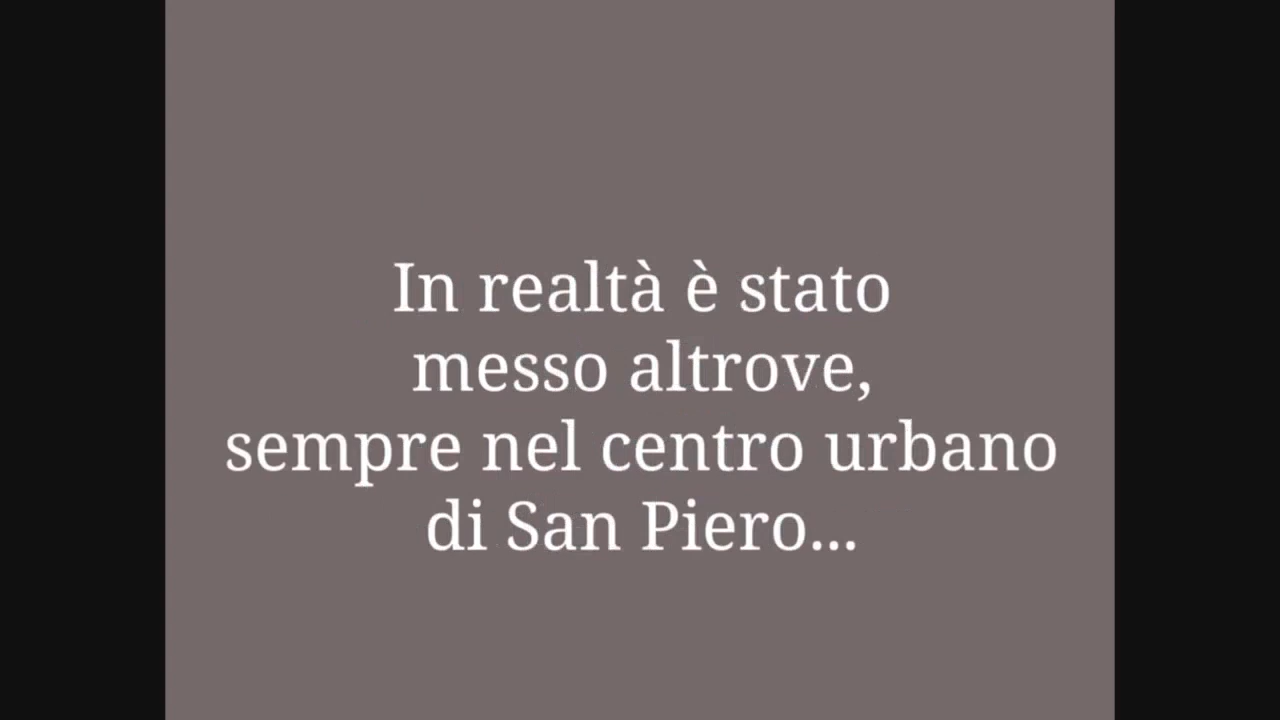 In realtà è stato
messo altrove,
sempre nel centro urbano
di San Piero...